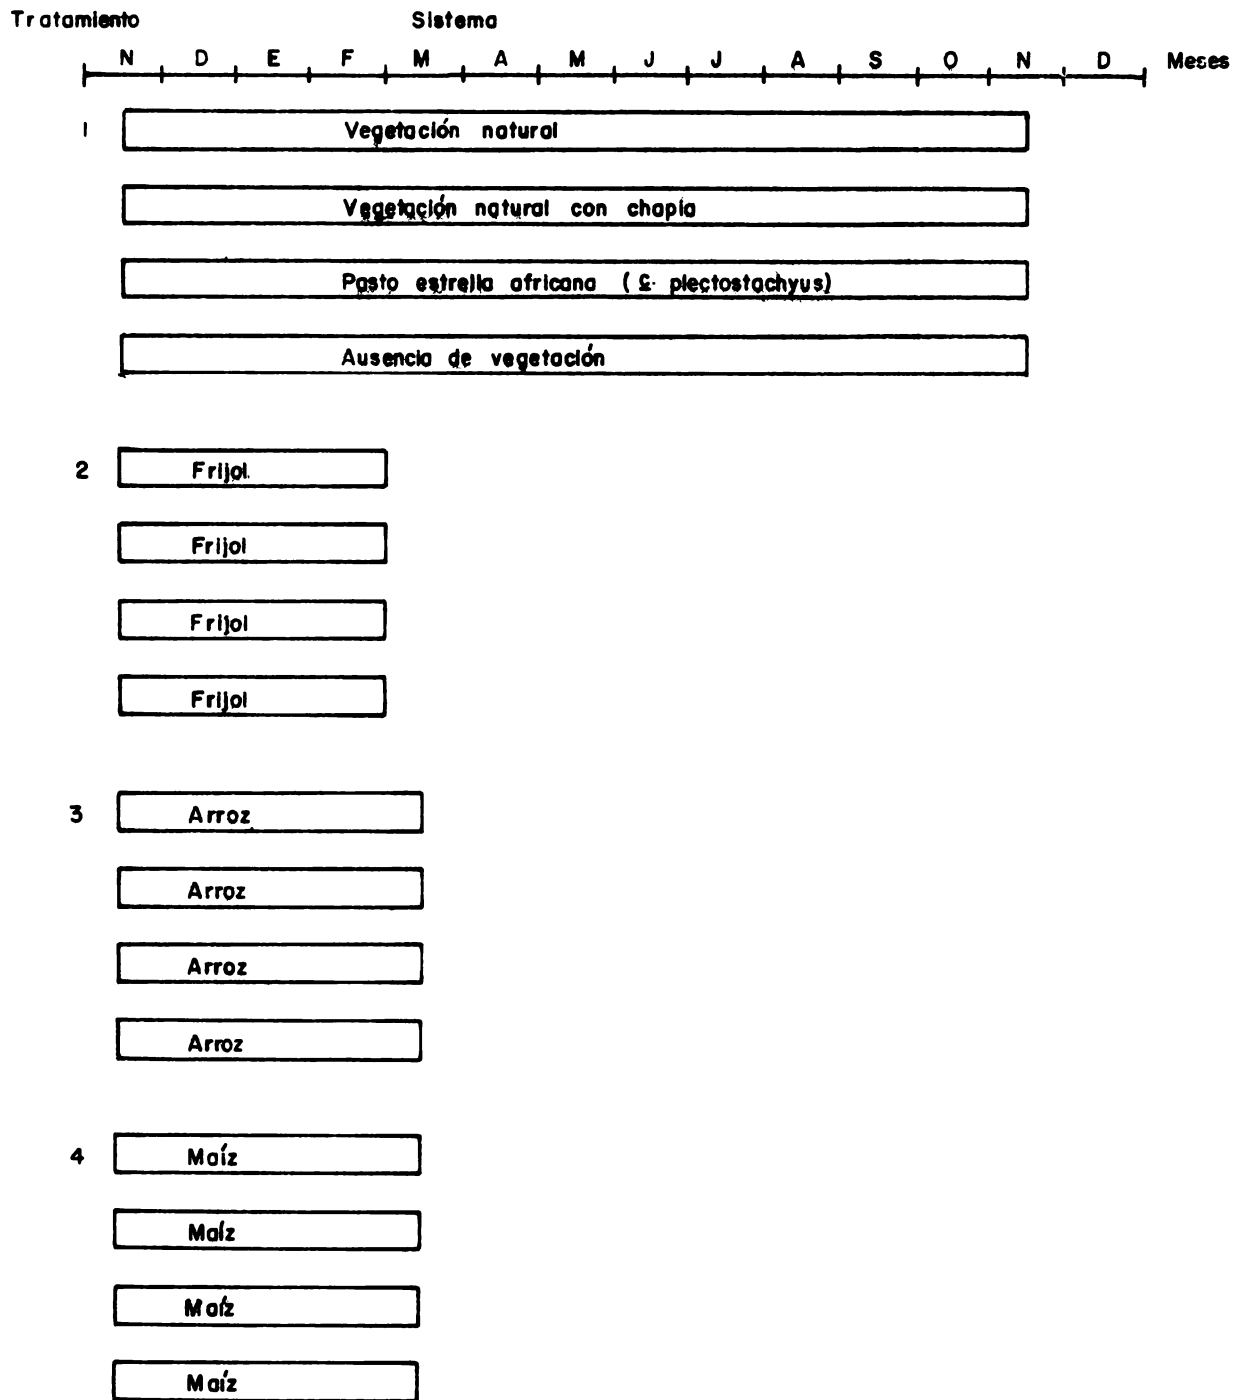 Tratamiento Sistema
N D E F M A M J J A S O N D Meses
1 Vegetación natural
Vegetación natural con chapia
Pasto estrella africana (C. plectostachyus)
Ausencia de vegetación
2 Frijol
Frijol
Frijol
Frijol
3 Arroz
Arroz
Arroz
Arroz
4 Maíz
Maíz
Maíz
Maíz